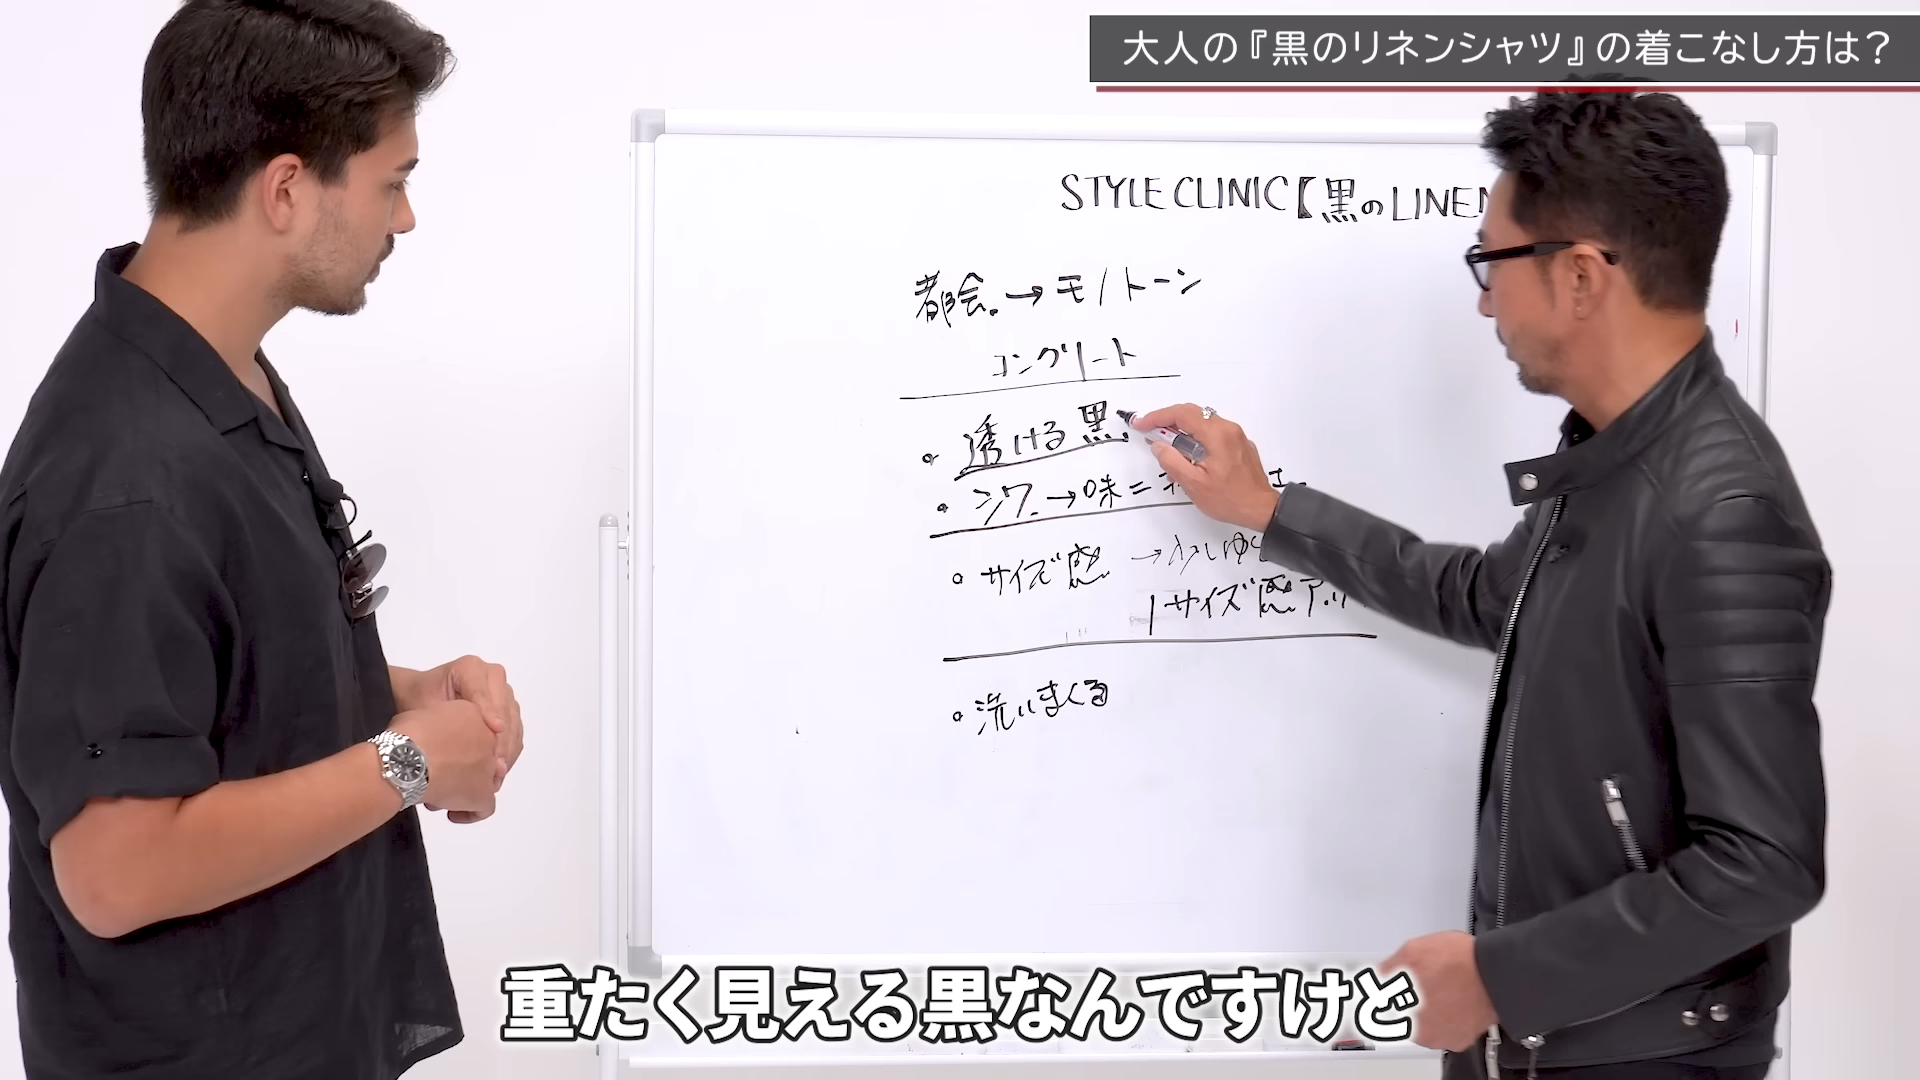 大人の『黒のリネンシャツ』の着こなし方は？
STYLE CLINIC【黒のLINEN
都会.→モノトーン
コンクリート
・透ける黒
・シワ→味=
・サイズ感 →少しゆ
1サイズ感アッ
・洗いまくる
重たく見える黒なんですけど